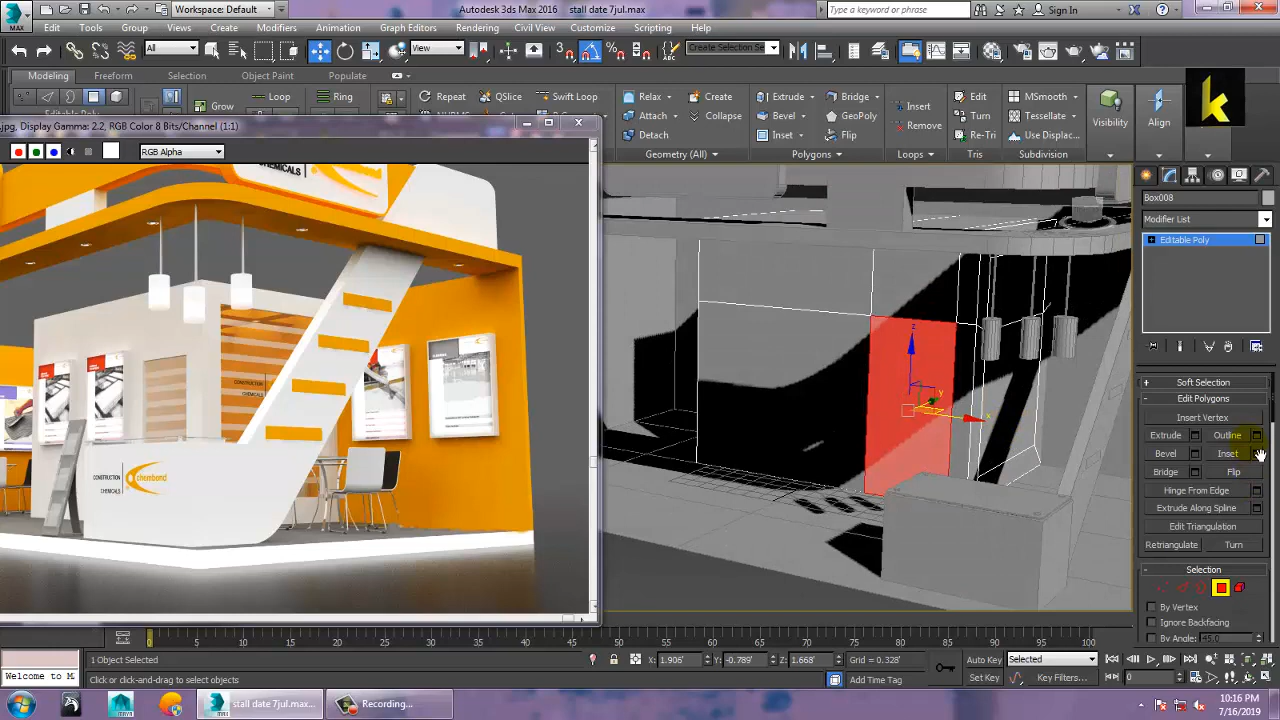 MAX
Workspace: Default
Autodesk 3ds Max 2016 stall date 7jul.max
Type a keyword or phrase
Sign In
Edit Tools Group Views Create Modifiers Animation Graph Editors Rendering Civil View Customize Scripting Help
All
View
Create Selection Se
Modeling Freeform Selection Object Paint Populate
Grow Loop Ring Repeat QSlice Swift Loop Relax Create Extrude Bridge Insert Edit MSmooth
Attach Collapse Bevel GeoPoly Remove Turn Tessellate Visibility Align
Detach Inset Flip Re-Tri Use Displac...
Geometry (All) Polygons Loops Tris Subdivision
k
.jpg, Display Gamma: 2.2, RGB Color 8 Bits/Channel (1:1)
RGB Alpha
CHEMICALS
CONSTRUCTION
CHEMICALS
CONSTRUCTION
CHEMICALS
chembond
z
y
x
Box008
Modifier List
Editable Poly
Soft Selection
Edit Polygons
Insert Vertex
Extrude Outline
Bevel Inset
Bridge Flip
Hinge From Edge
Extrude Along Spline
Edit Triangulation
Retriangulate Turn
Selection
By Vertex
Ignore Backfacing
By Angle: 45.0
0 5 10 15 20 25 30 35 40 45 50 55 60 65 70 75 80 85 90 95 100
1 Object Selected
X: 1.906' Y: -0.789' Z: 1.668' Grid = 0.328'
Auto Key Selected
Welcome to M
Click or click-and-drag to select objects
Add Time Tag
Set Key Key Filters...
0
stall date 7jul.max...
Recording...
10:16 PM
7/16/2019